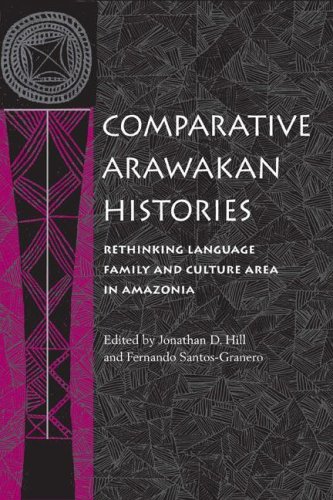 COMPARATIVE
ARAWAKAN
HISTORIES
RETHINKING LANGUAGE
FAMILY AND CULTURE AREA
IN AMAZONIA
Edited by Jonathan D. Hill
and Fernando Santos-Granero